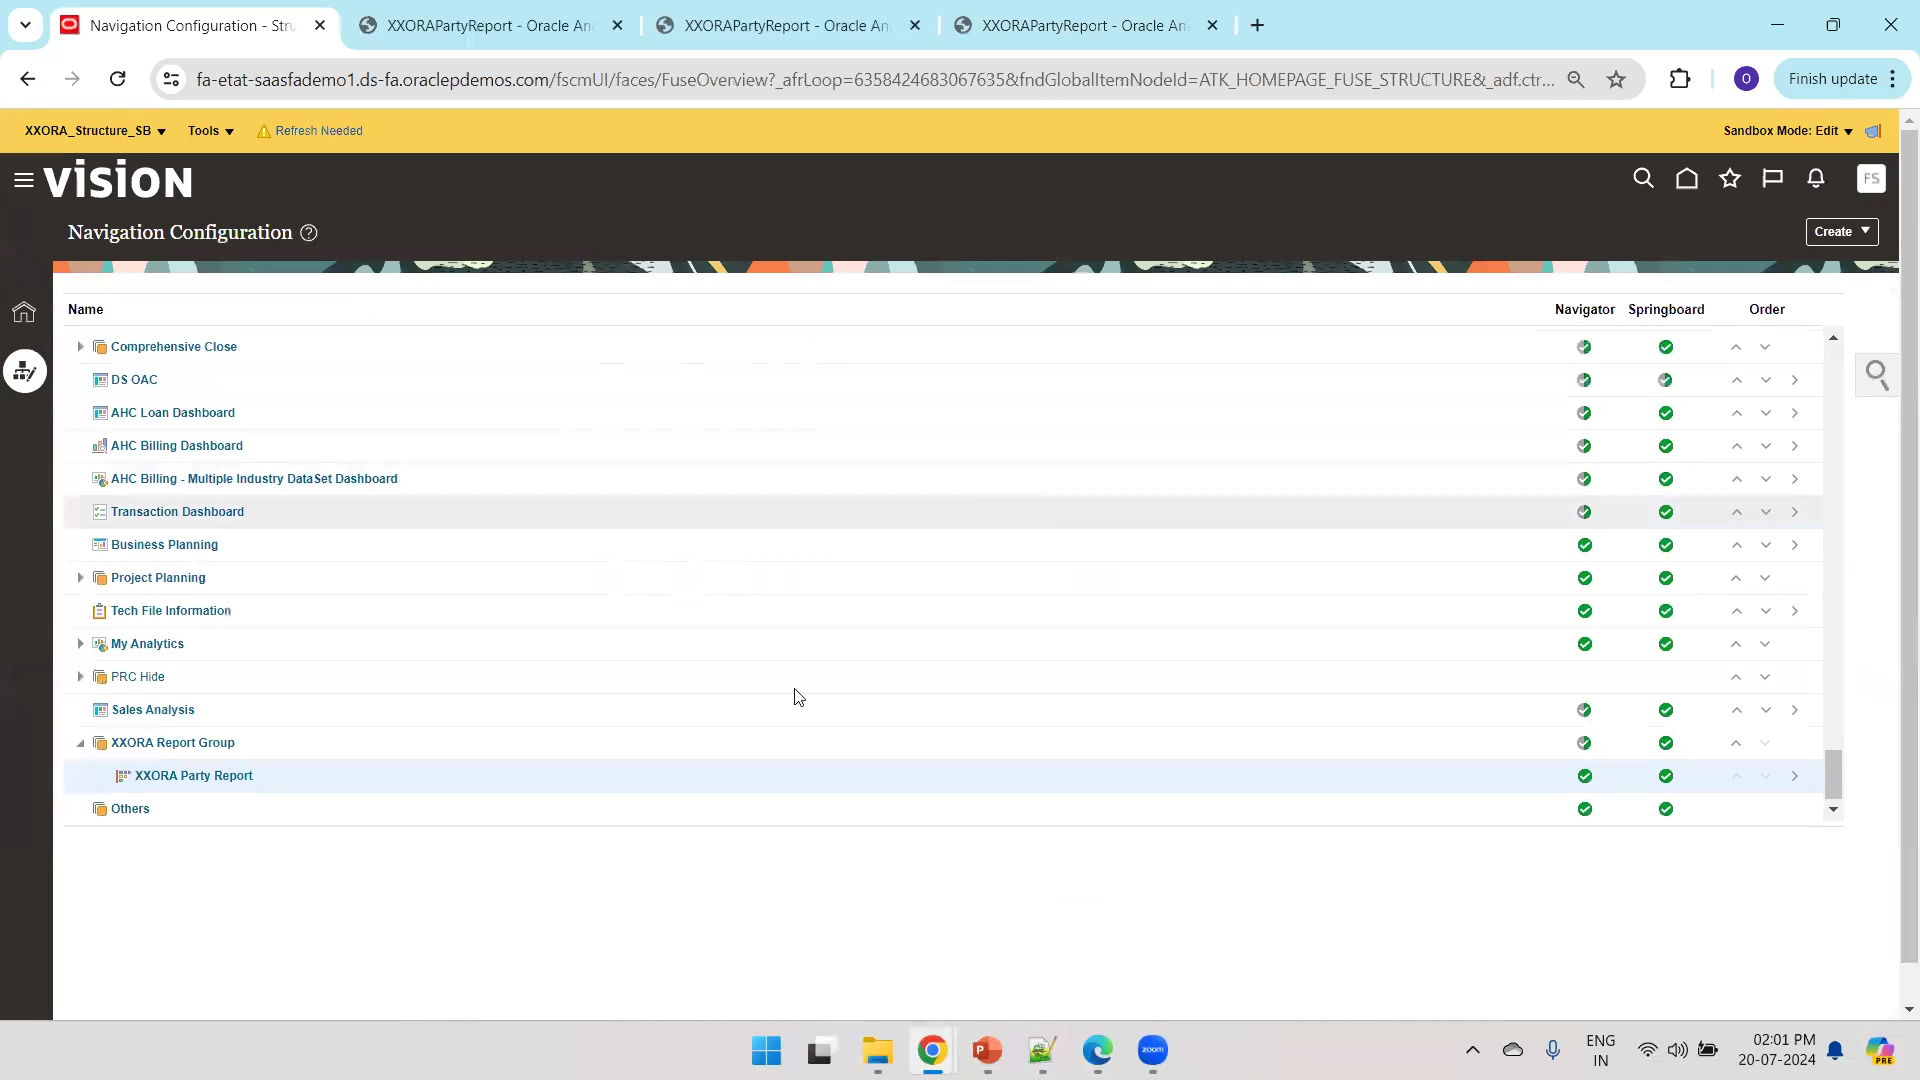 Navigation Configuration - Stru
XXORAPartyReport - Oracle An
XXORAPartyReport - Oracle An
XXORAPartyReport - Oracle An
fa-etat-saasfademo1.ds-fa.oraclepdemos.com/fscmUI/faces/FuseOverview?_afrLoop=6358424683067635&fndGlobalItemNodeId=ATK_HOMEPAGE_FUSE_STRUCTURE&_adf.ctr...
O
Finish update
XXORA_Structure_SB
Tools
Refresh Needed
Sandbox Mode: Edit
VISION
FS
Navigation Configuration
Create
Name
Navigator
Springboard
Order
Comprehensive Close
DS OAC
AHC Loan Dashboard
AHC Billing Dashboard
AHC Billing - Multiple Industry DataSet Dashboard
Transaction Dashboard
Business Planning
Project Planning
Tech File Information
My Analytics
PRC Hide
Sales Analysis
XXORA Report Group
XXORA Party Report
Others
zoom
ENG
IN
02:01 PM
20-07-2024
PRE